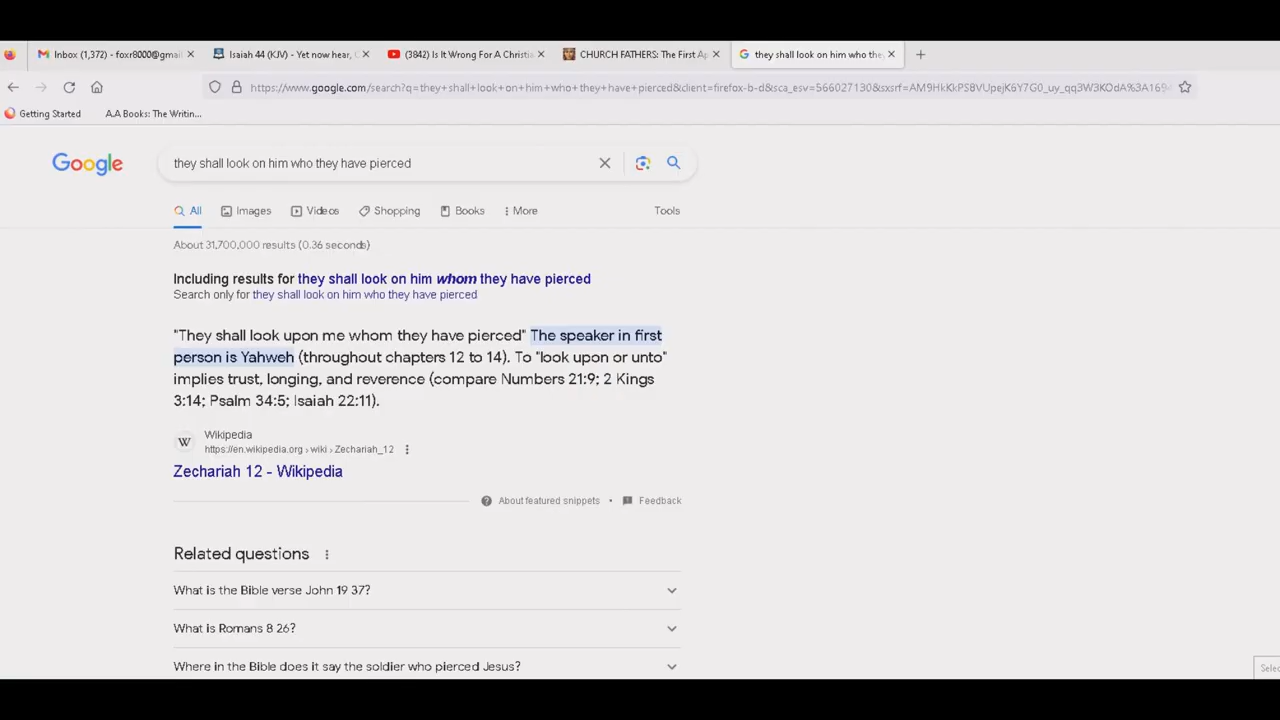 Inbox (1,372) - foxr8000@gmail
Isaiah 44 (KJV) - Yet now hear,
(3842) Is It Wrong For A Christia
CHURCH FATHERS: The First Ap
they shall look on him who the
https://www.google.com/search?q=they+shall+look+on+him+who+they+have+pierced&client=firefox-b-d&sca_esv=566027130&sxsrf=
Getting Started
A.A Books: The Writin...
Google
they shall look on him who they have pierced
All
Images
Videos
Shopping
Books
More
Tools
About 31,700,000 results (0.36 seconds)
Including results for they shall look on him whom they have pierced
Search only for they shall look on him who they have pierced
"They shall look upon me whom they have pierced" The speaker in first
person is Yahweh (throughout chapters 12 to 14). To "look upon or unto"
implies trust, longing, and reverence (compare Numbers 21:9; 2 Kings
3:14; Psalm 34:5; Isaiah 22:11).
W
Wikipedia
https://en.wikipedia.org › wiki › Zechariah_12
Zechariah 12 - Wikipedia
About featured snippets • Feedback
Related questions
What is the Bible verse John 19 37?
What is Romans 8 26?
Where in the Bible does it say the soldier who pierced Jesus?
Selec